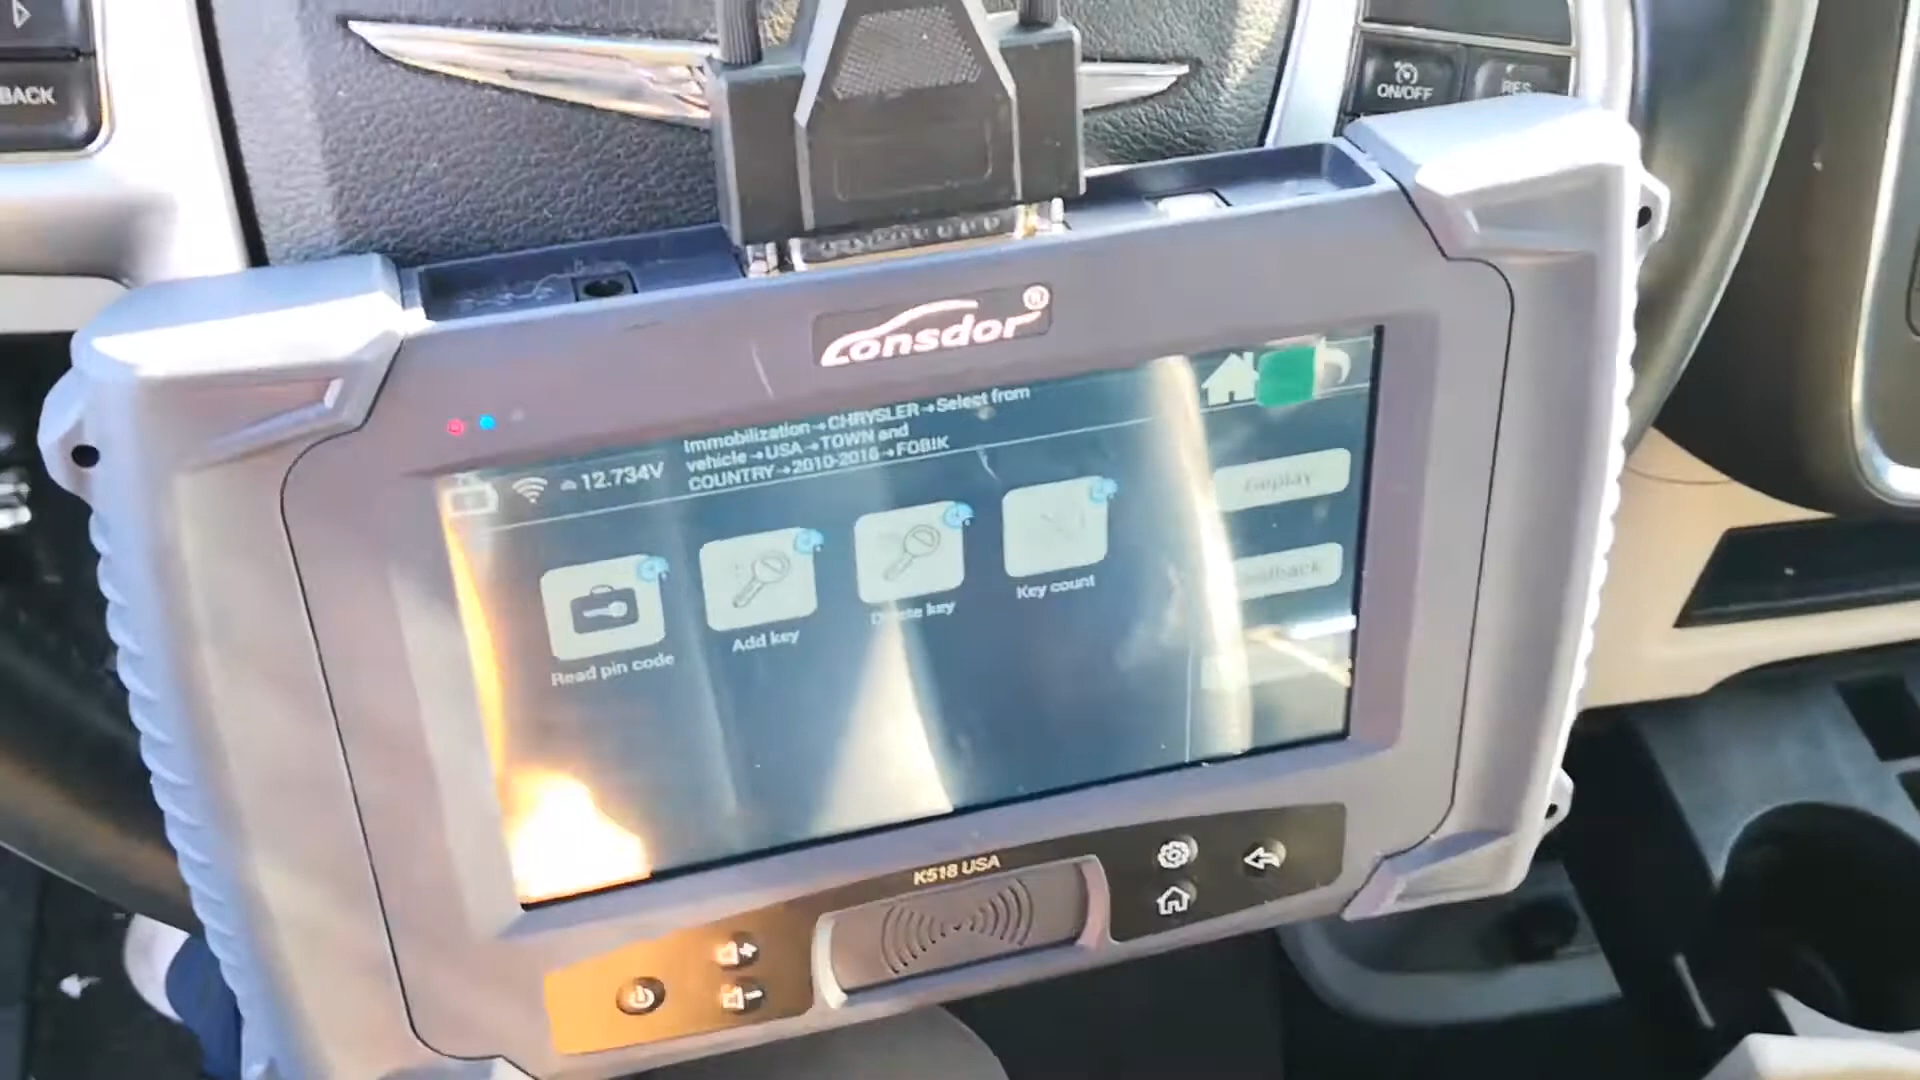 BACK
ON/OFF
RES
Lonsdor®
12.734V
Immobilization→CHRYSLER→Select from
vehicle→USA→TOWN and
COUNTRY→2010-2016→FOBIK
Read pin code
Add key
Delete key
Key count
K518 USA